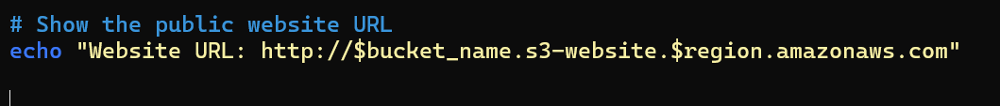 # Show the public website URL
echo "Website URL: http://$bucket_name.s3-website.$region.amazonaws.com"